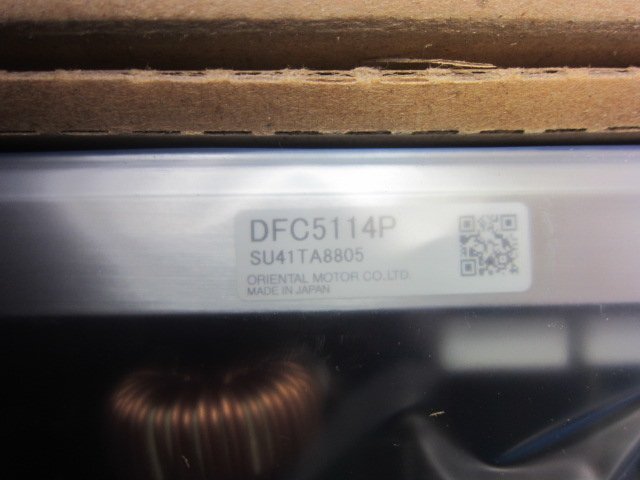 DFC5114P
SU41TA8805
ORIENTAL MOTOR CO.LTD.
MADE IN JAPAN